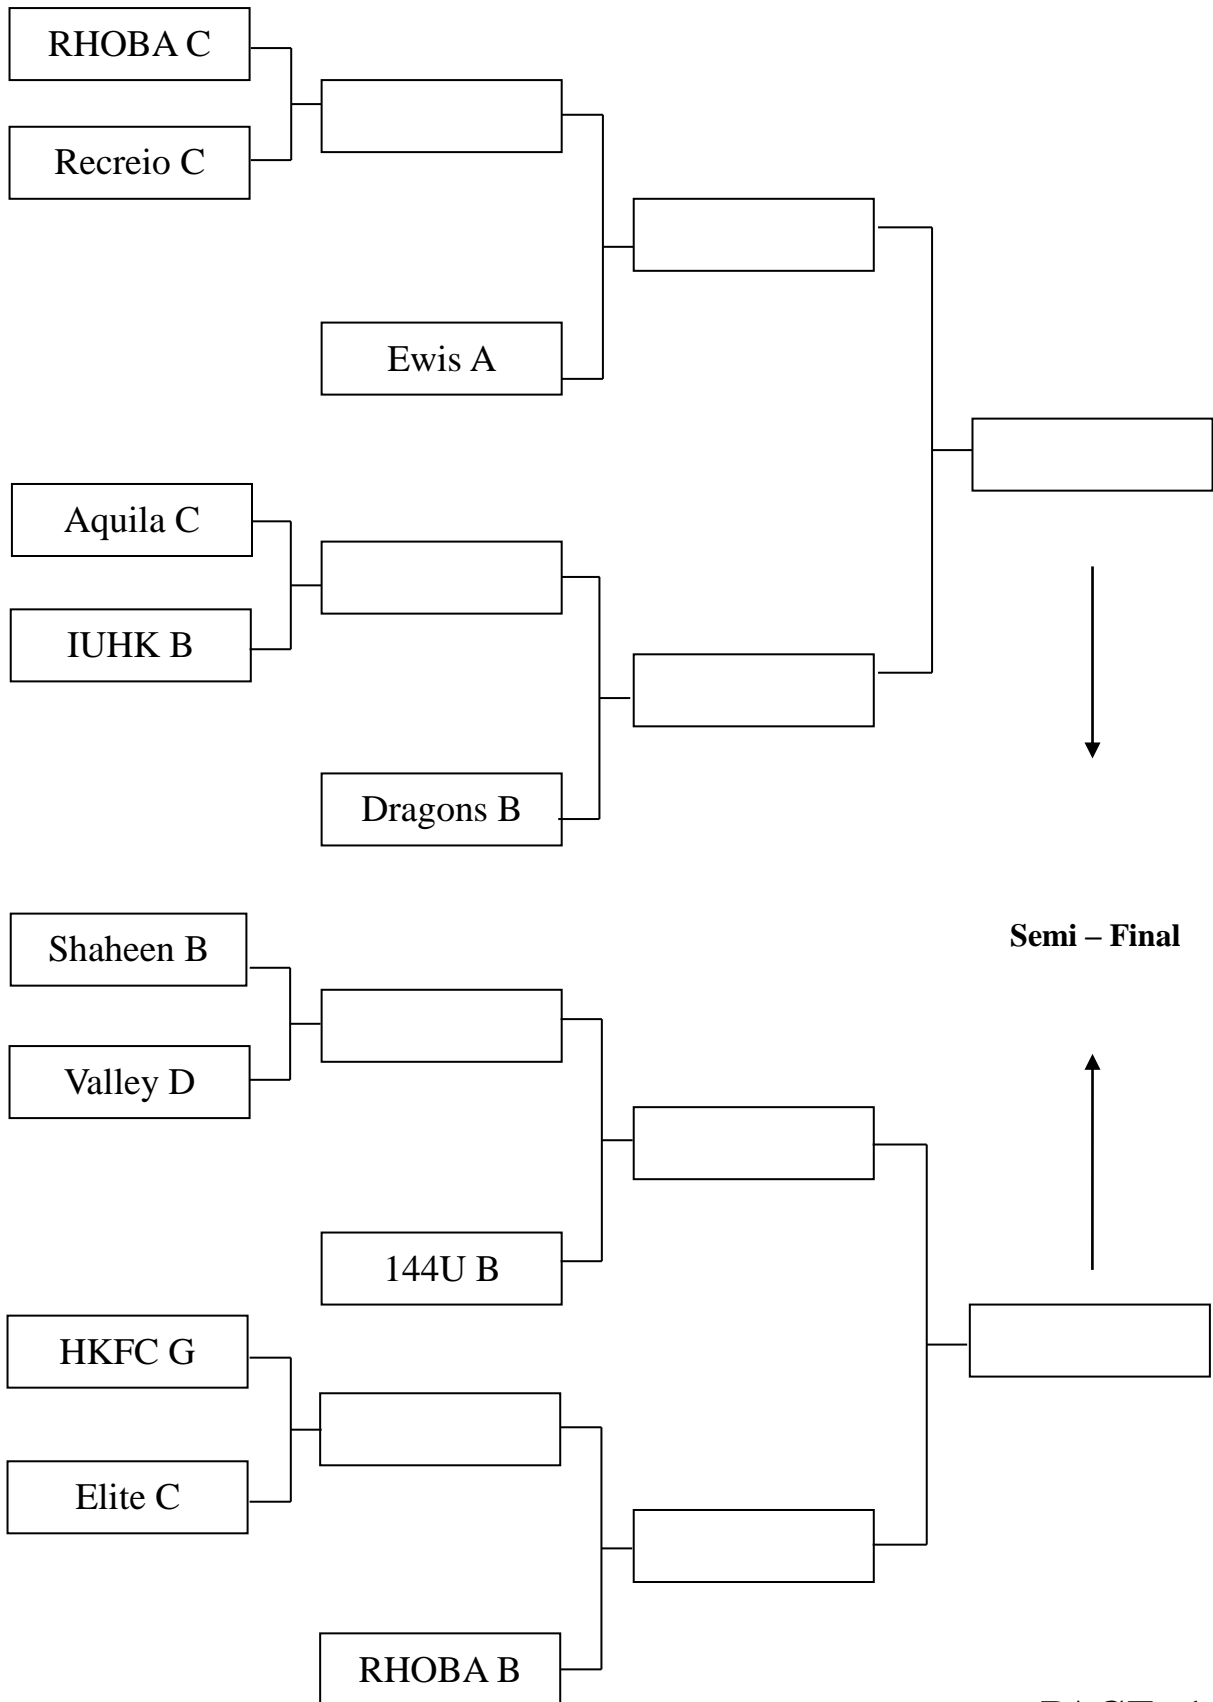 RHOBA C
Recreio C
Ewis A
Aquila C
IUHK B
Dragons B
Shaheen B
Semi – Final
Valley D
144U B
HKFC G
Elite C
RHOBA B